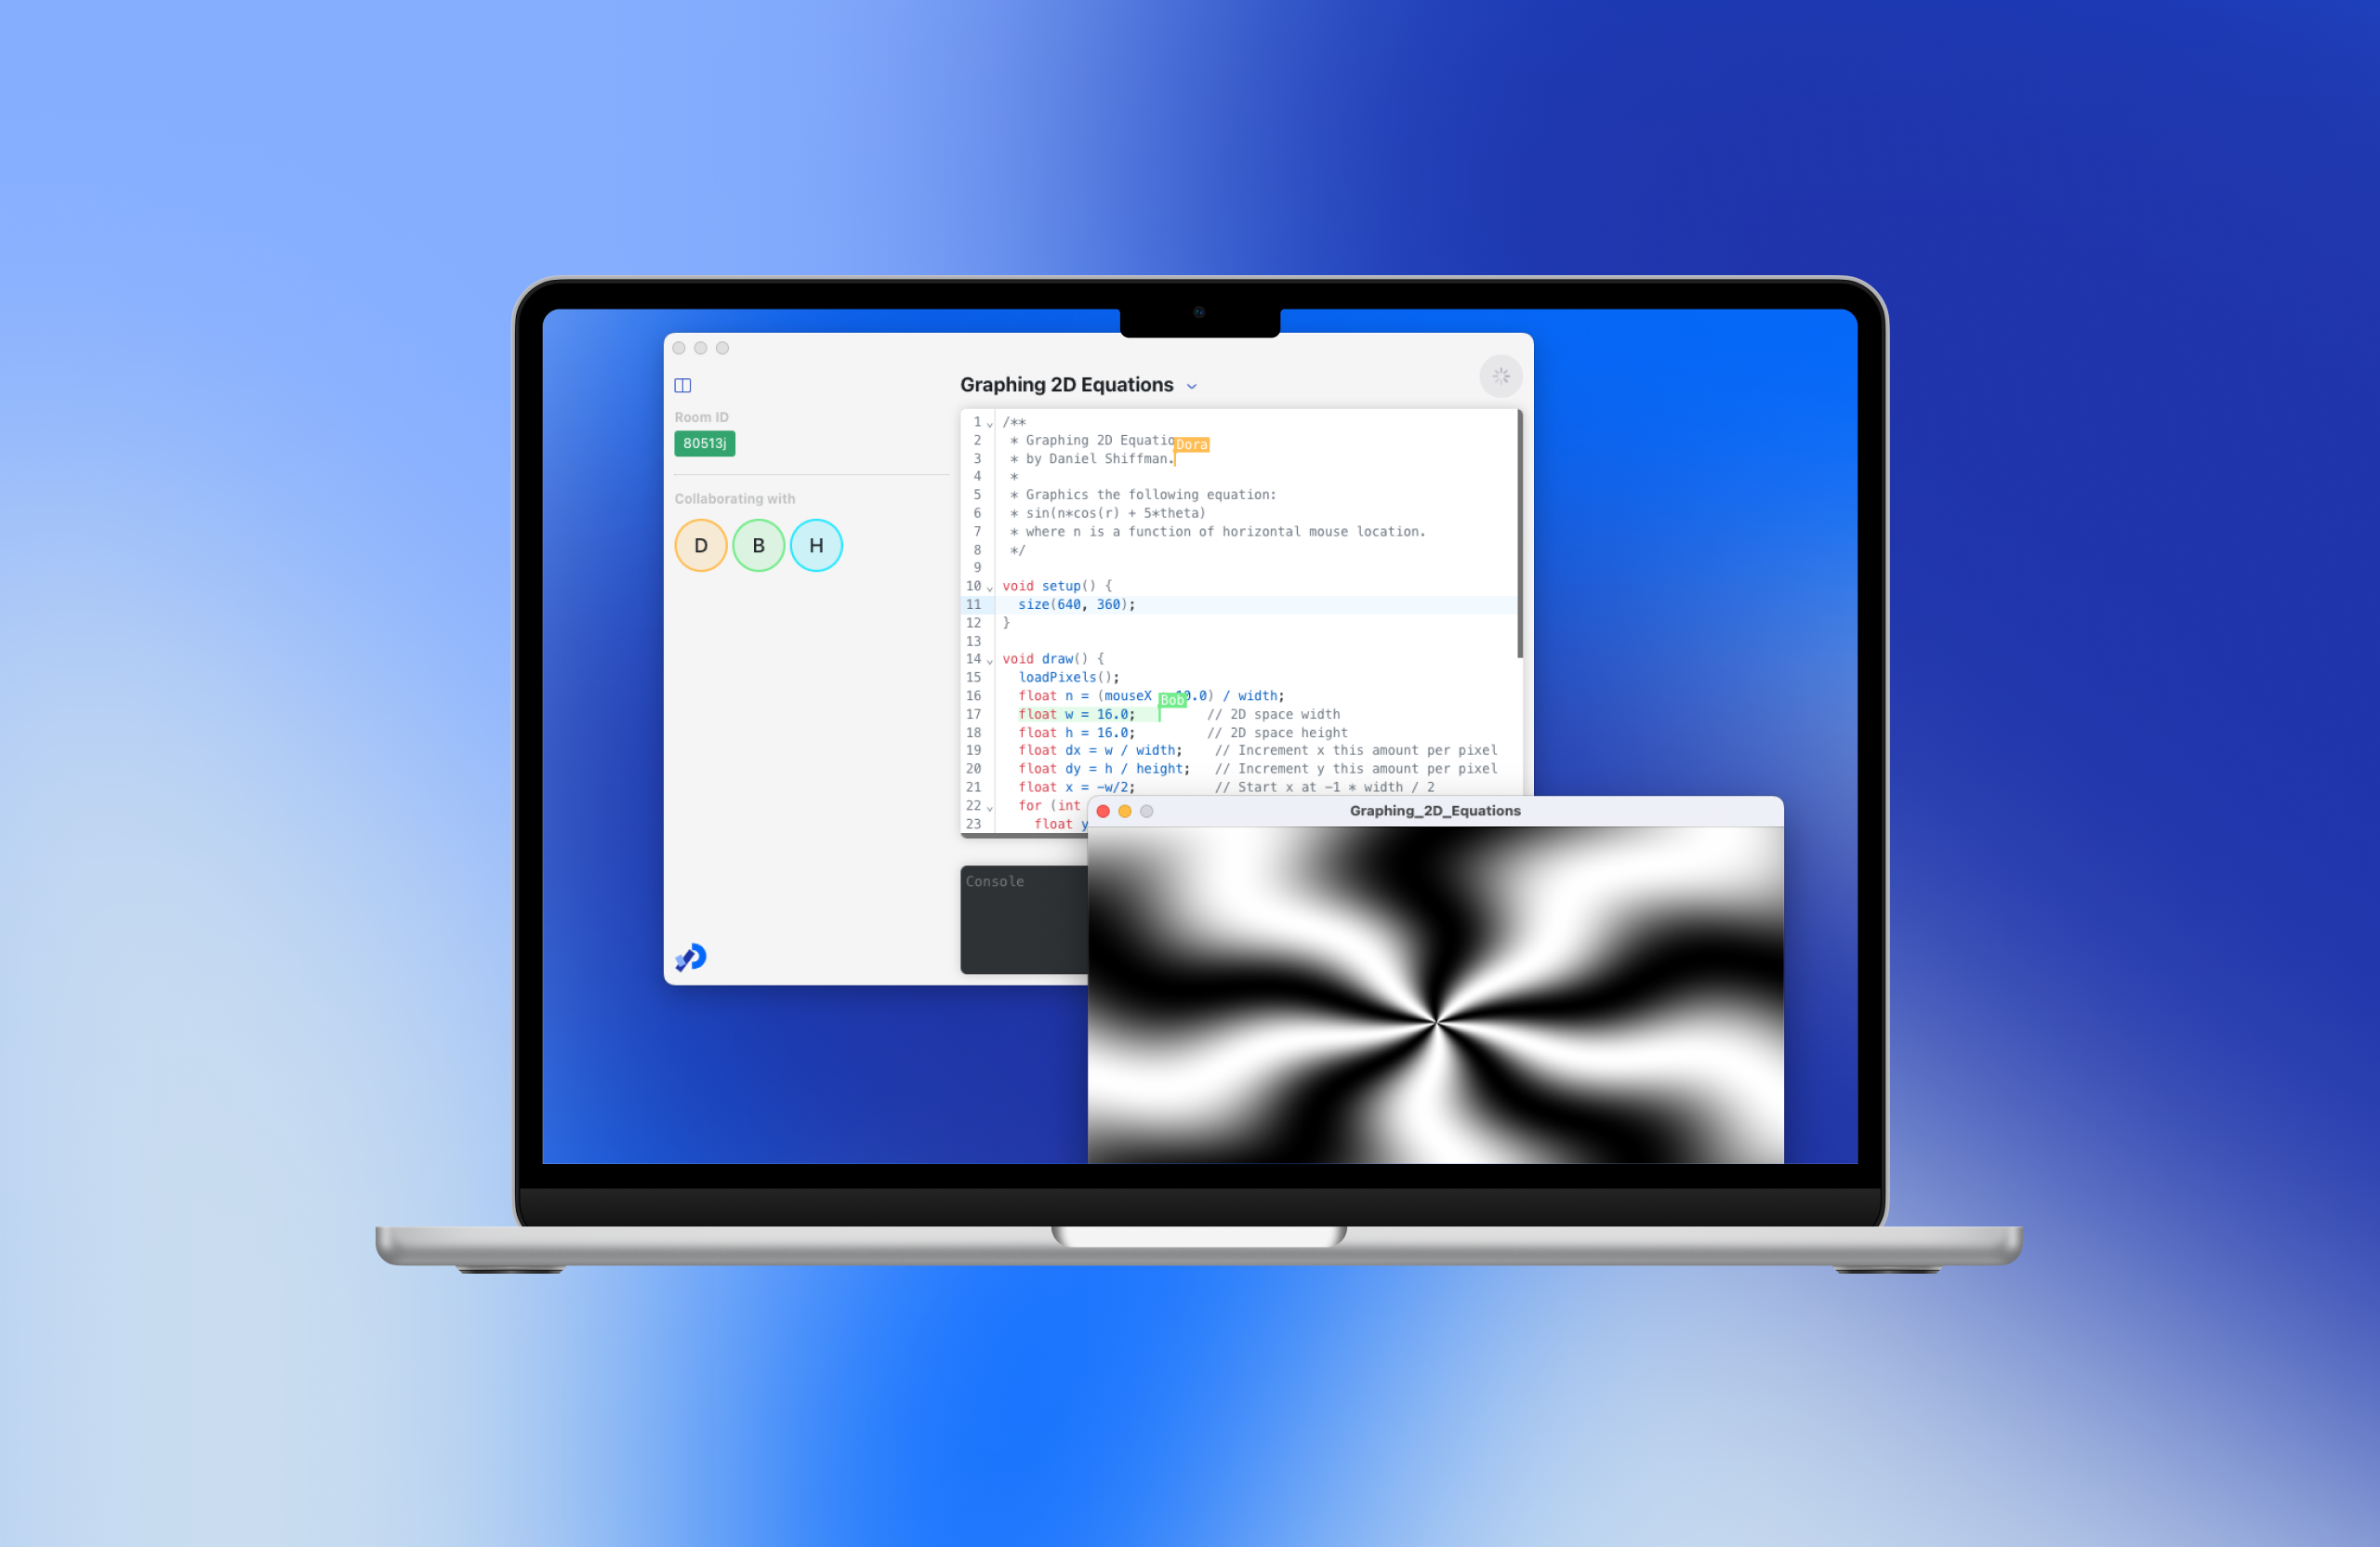 Graphing 2D Equations
Room ID
80513j
Collaborating with
D B H
1 /**
2  * Graphing 2D Equatio
Dora
3  * by Daniel Shiffman.
4  *
5  * Graphics the following equation:
6  * sin(n*cos(r) + 5*theta)
7  * where n is a function of horizontal mouse location.
8  */
9
10 void setup() {
11   size(640, 360);
12 }
13
14 void draw() {
15   loadPixels();
16   float n = (mouseX 10.0) / width;
Bob
17   float w = 16.0;         // 2D space width
18   float h = 16.0;         // 2D space height
19   float dx = w / width;    // Increment x this amount per pixel
20   float dy = h / height;   // Increment y this amount per pixel
21   float x = -w/2;          // Start x at -1 * width / 2
22   for (int
23     float y
Console
Graphing_2D_Equations